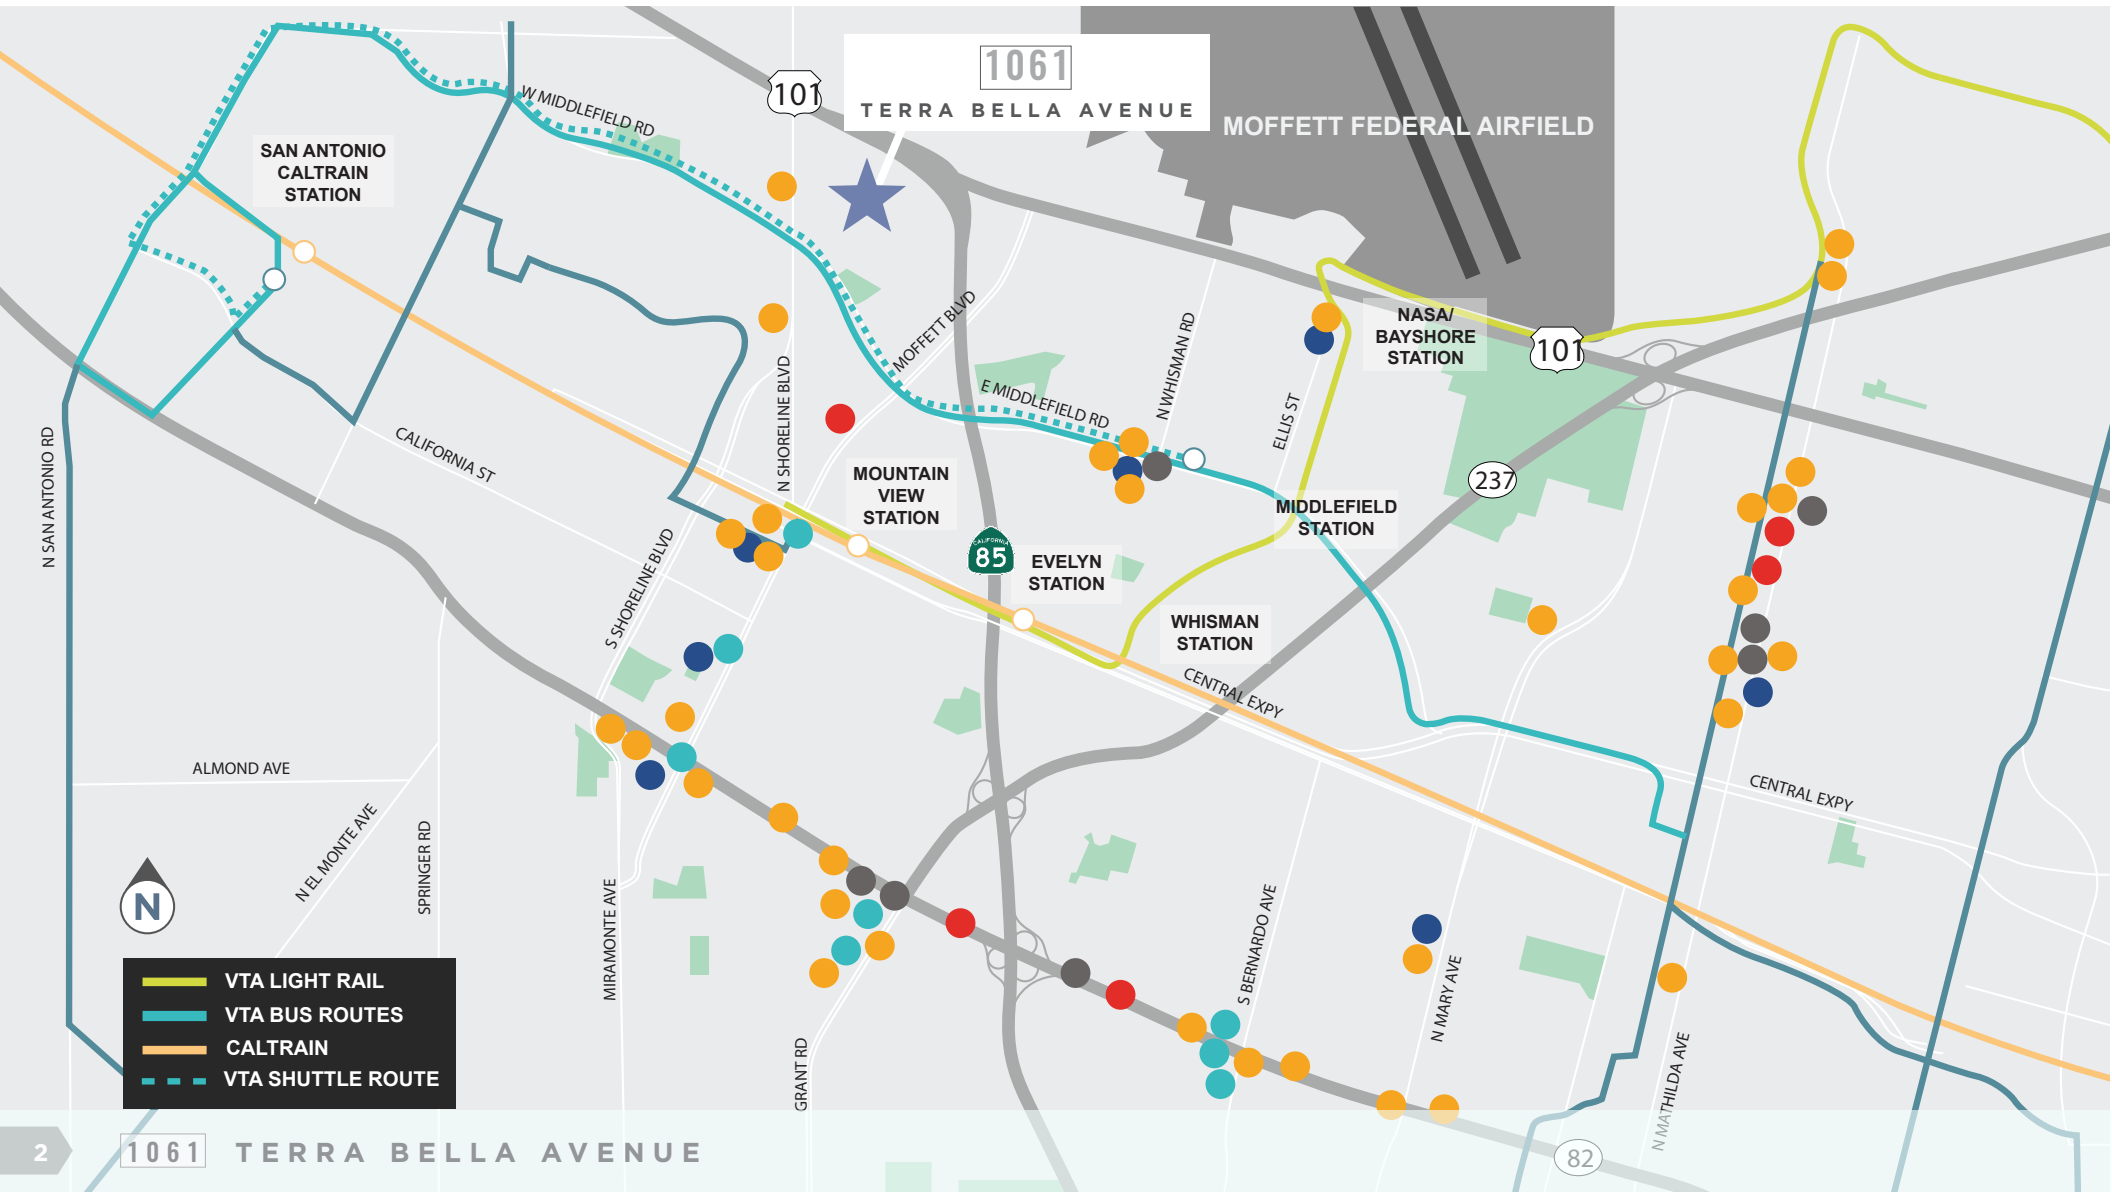 1061
TERRA BELLA AVENUE
101
MOFFETT FEDERAL AIRFIELD
W MIDDLEFIELD RD
SAN ANTONIO
CALTRAIN
STATION
N SHORELINE BLVD
MOFFETT BLVD
N WHISMAN RD
NASA/
BAYSHORE
STATION
101
E MIDDLEFIELD RD
ELLIS ST
N SAN ANTONIO RD
CALIFORNIA ST
MOUNTAIN
VIEW
STATION
237
MIDDLEFIELD
STATION
CALIFORNIA
85
EVELYN
STATION
S SHORELINE BLVD
WHISMAN
STATION
CENTRAL EXPY
ALMOND AVE
CENTRAL EXPY
N EL MONTE AVE
SPRINGER RD
MIRAMONTE AVE
S BERNARDO AVE
N MARY AVE
GRANT RD
N MATHILDA AVE
N
VTA LIGHT RAIL
VTA BUS ROUTES
CALTRAIN
VTA SHUTTLE ROUTE
2
1061
TERRA BELLA AVENUE
82